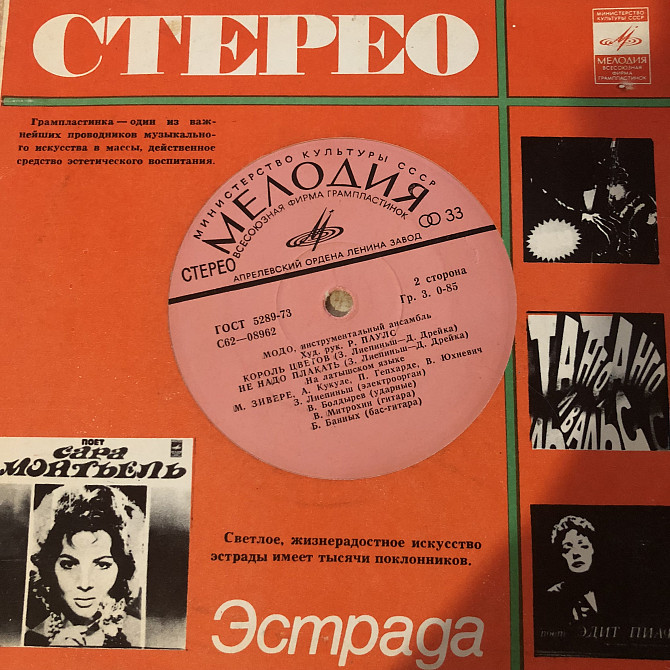 СТЕРЕО
МИНИСТЕРСТВО
КУЛЬТУРЫ СССР
МЕЛОДИЯ
ВСЕСОЮЗНАЯ
ФИРМА
ГРАМПЛАСТИНОК
Грампластинка — один из важ-
нейших проводников музыкально-
го искусства в массы, действенное
средство эстетического воспитания.
МИНИСТЕРСТВО КУЛЬТУРЫ СССР
МЕЛОДИЯ
ВСЕСОЮЗНАЯ ФИРМА ГРАМПЛАСТИНОК
33
СТЕРЕО
АПРЕЛЕВСКИЙ ОРДЕНА ЛЕНИНА ЗАВОД
ГОСТ 5289-73
С62—08962
2 сторона
Гр. 3. 0-85
МОДО, инструментальный ансамбль
Худ. рук. Р. ПАУЛС
КОРОЛЬ ЦВЕТОВ (З. Лиепиньш—Д. Дрейка)
НЕ НАДО ПЛАКАТЬ (З. Лиепиньш—Д. Дрейка)
На латышском языке
М. ЗИВЕРЕ, А. Кукуле, П. Гепхарде, В. Юхневич
З. Лиепиньш (электроорган)
В. Болдырев (ударные)
В. Митрохин (гитара)
Б. Банных (бас-гитара)
ТАНГО
ТАНГО
И ВАЛЬС
ПОЕТ
САРА
МОНТЬЕЛЬ
Светлое, жизнерадостное искусство
эстрады имеет тысячи поклонников.
поет ЭДИТ ПИАФ
Эстрада